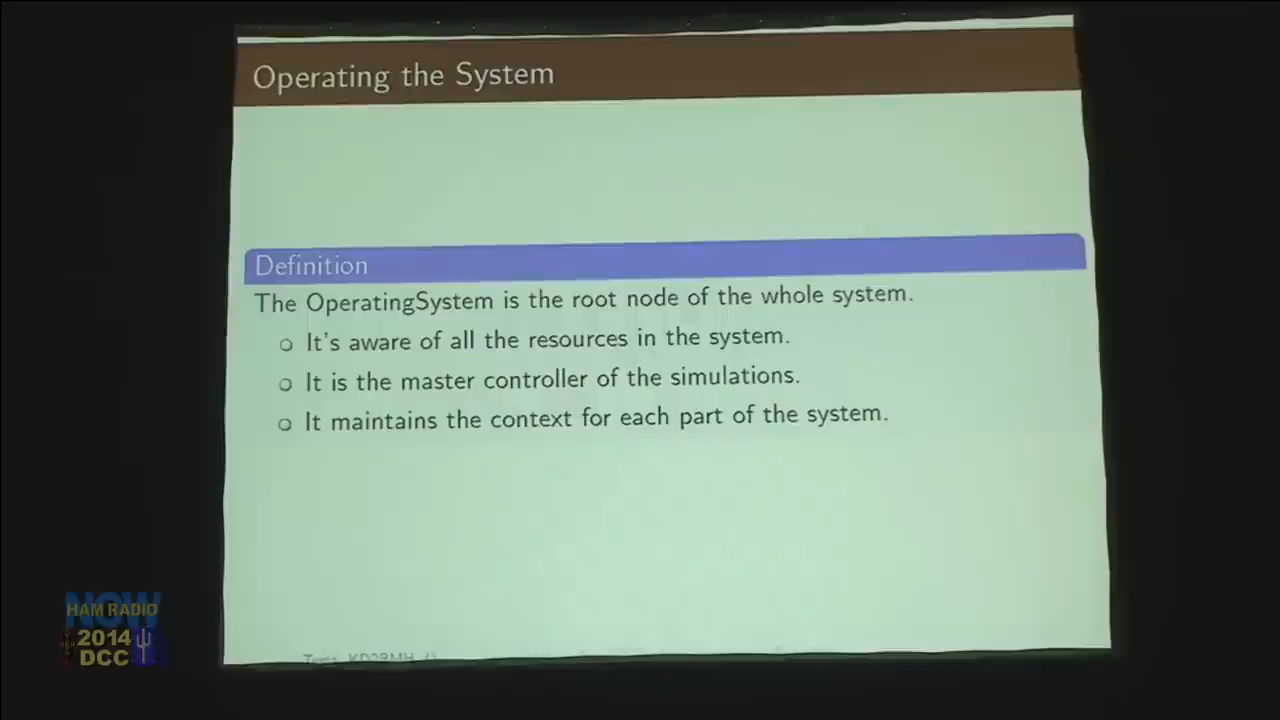 Operating the System
Definition
The OperatingSystem is the root node of the whole system.
It's aware of all the resources in the system.
It is the master controller of the simulations.
It maintains the context for each part of the system.
NOW
HAM RADIO
2014
DCC